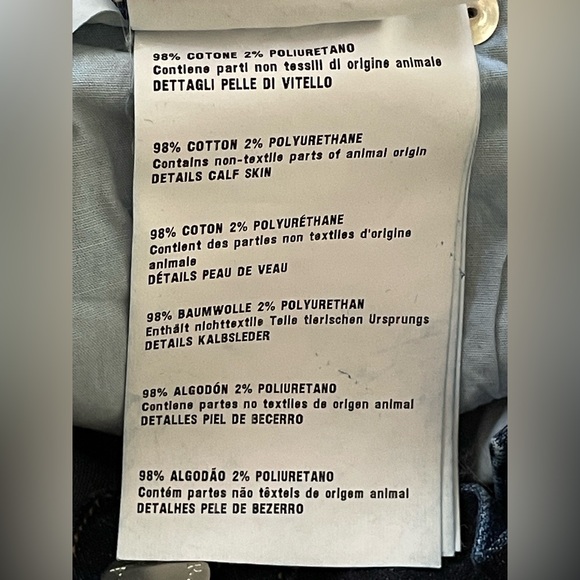 98% COTONE 2% POLIURETANO
Contiene parti non tessili di origine animale
DETTAGLI PELLE DI VITELLO
98% COTTON 2% POLYURETHANE
Contains non-textile parts of animal origin
DETAILS CALF SKIN
98% COTON 2% POLYURÉTHANE
Contient des parties non textiles d'origine
animale
DÉTAILS PEAU DE VEAU
98% BAUMWOLLE 2% POLYURETHAN
Enthält nichttextile Teile tierischen Ursprungs
DETAILS KALBSLEDER
98% ALGODÓN 2% POLIURETANO
Contiene partes no textiles de origen animal
DETALLES PIEL DE BECERRO
98% ALGODÃO 2% POLIURETANO
Contém partes não têxteis de origem animal
DETALHES PELE DE BEZERRO